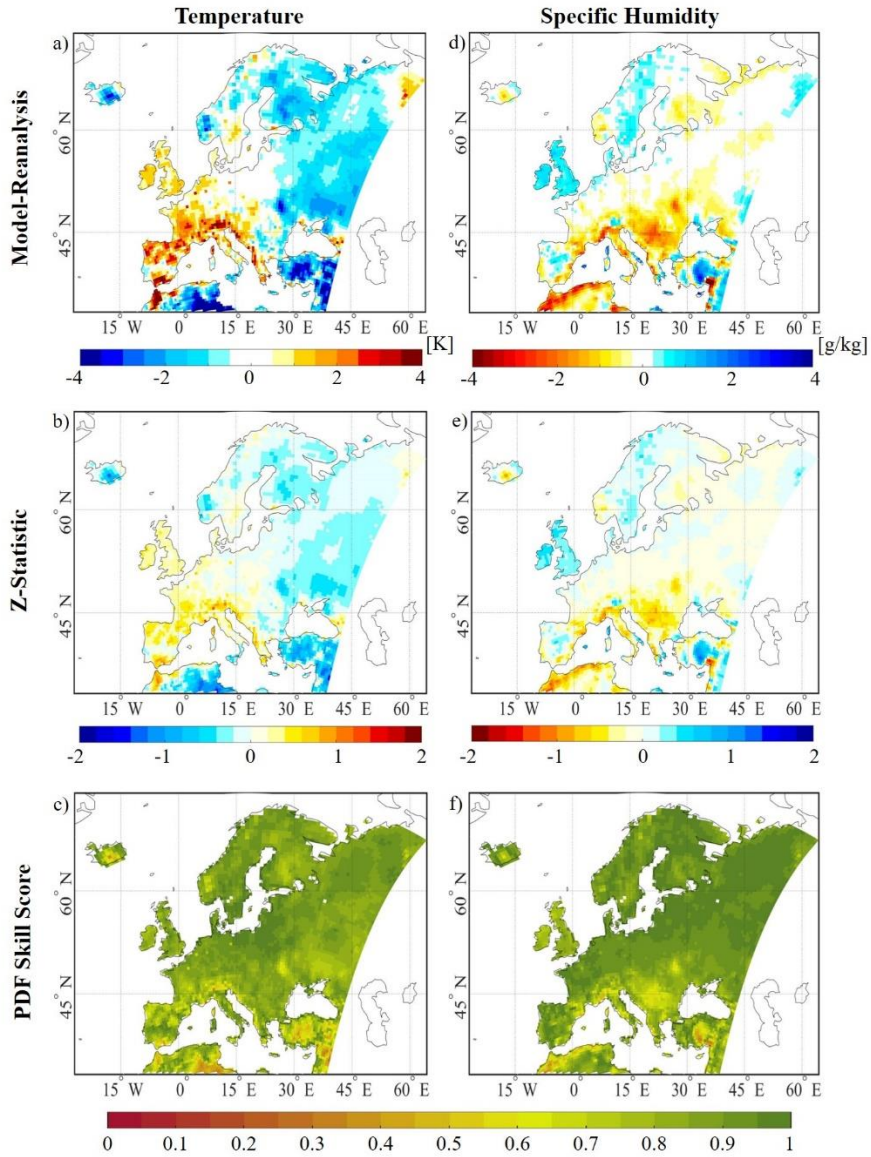 Temperature
Specific Humidity
Model-Reanalysis
a)
60° N
45° N
15° W 0 15° E 30° E 45° E 60° E
d)
60° N
45° N
15° W 0 15° E 30° E 45° E 60° E
[K]
-4 -2 0 2 4
[g/kg]
-4 -2 0 2 4
Z-Statistic
b)
60° N
45° N
15° W 0 15° E 30° E 45° E 60° E
e)
60° N
45° N
15° W 0 15° E 30° E 45° E 60° E
-2 -1 0 1 2
-2 -1 0 1 2
PDF Skill Score
c)
60° N
45° N
15° W 0 15° E 30° E 45° E 60° E
f)
60° N
45° N
15° W 0 15° E 30° E 45° E 60° E
0 0.1 0.2 0.3 0.4 0.5 0.6 0.7 0.8 0.9 1